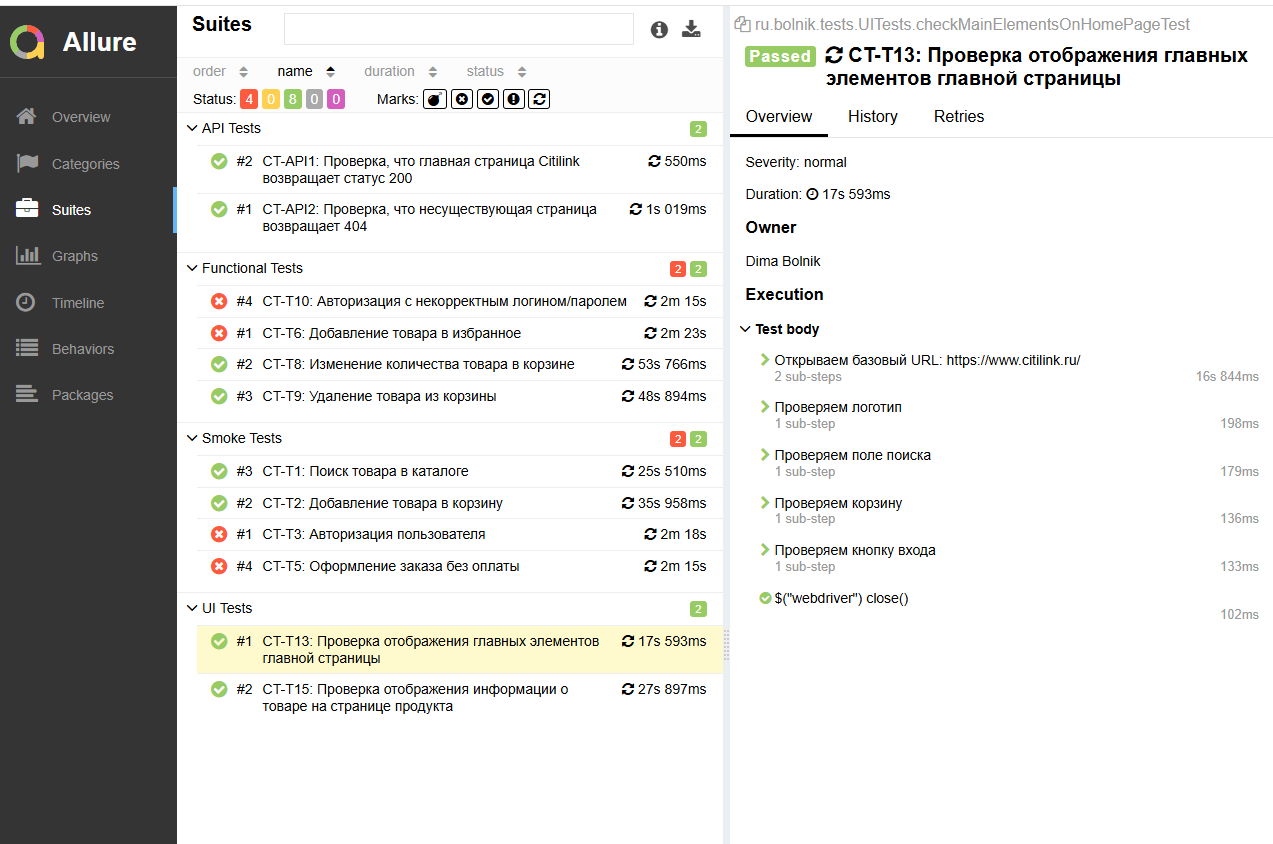 Allure
Overview
Categories
Suites
Graphs
Timeline
Behaviors
Packages
Suites
order name duration status
Status: 4 0 8 0 0 Marks:
API Tests 2
#2 CT-API1: Проверка, что главная страница Citilink 550ms
возвращает статус 200
#1 CT-API2: Проверка, что несуществующая страница 1s 019ms
возвращает 404
Functional Tests 2 2
#4 CT-T10: Авторизация с некорректным логином/паролем 2m 15s
#1 CT-T6: Добавление товара в избранное 2m 23s
#2 CT-T8: Изменение количества товара в корзине 53s 766ms
#3 CT-T9: Удаление товара из корзины 48s 894ms
Smoke Tests 2 2
#3 CT-T1: Поиск товара в каталоге 25s 510ms
#2 CT-T2: Добавление товара в корзину 35s 958ms
#1 CT-T3: Авторизация пользователя 2m 18s
#4 CT-T5: Оформление заказа без оплаты 2m 15s
UI Tests 2
#1 CT-T13: Проверка отображения главных элементов 17s 593ms
главной страницы
#2 CT-T15: Проверка отображения информации о 27s 897ms
товаре на странице продукта
ru.bolnik.tests.UITests.checkMainElementsOnHomePageTest
Passed CT-T13: Проверка отображения главных
элементов главной страницы
Overview History Retries
Severity: normal
Duration: 17s 593ms
Owner
Dima Bolnik
Execution
Test body
Открываем базовый URL: https://www.citilink.ru/
2 sub-steps 16s 844ms
Проверяем логотип
1 sub-step 198ms
Проверяем поле поиска
1 sub-step 179ms
Проверяем корзину
1 sub-step 136ms
Проверяем кнопку входа
1 sub-step 133ms
$("webdriver") close()
102ms